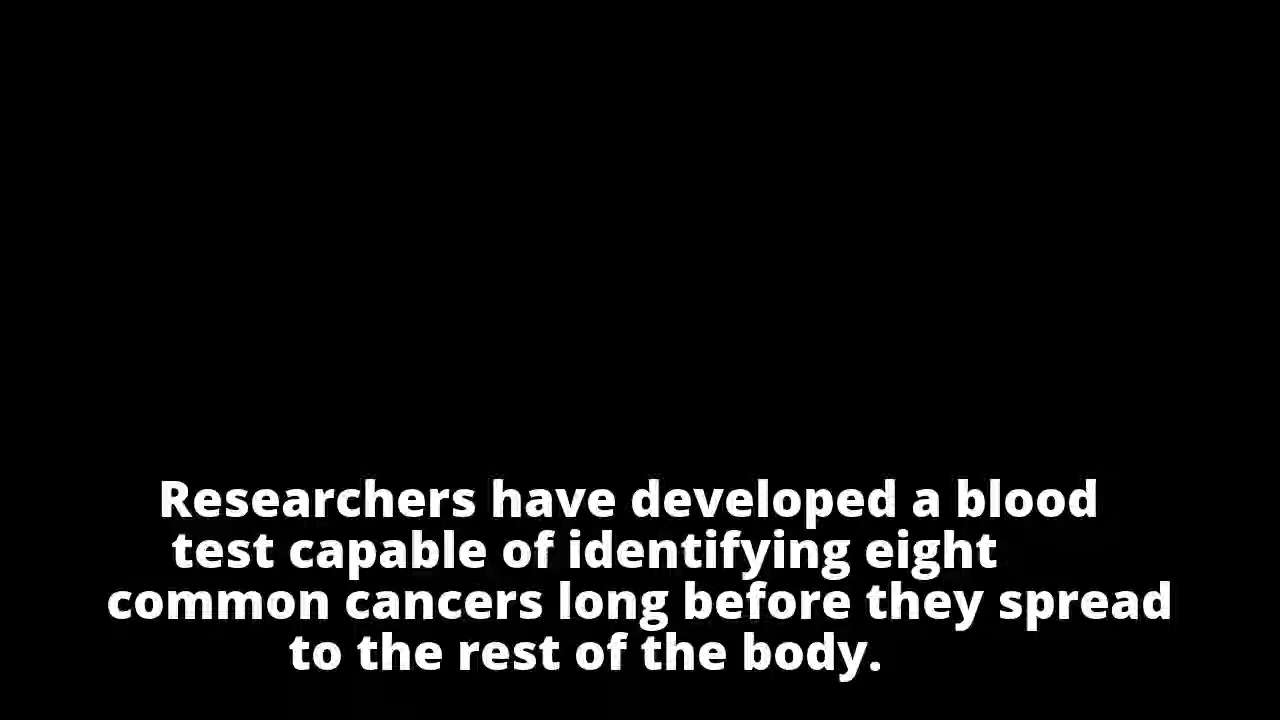 Researchers have developed a blood
test capable of identifying eight
common cancers long before they spread
to the rest of the body.